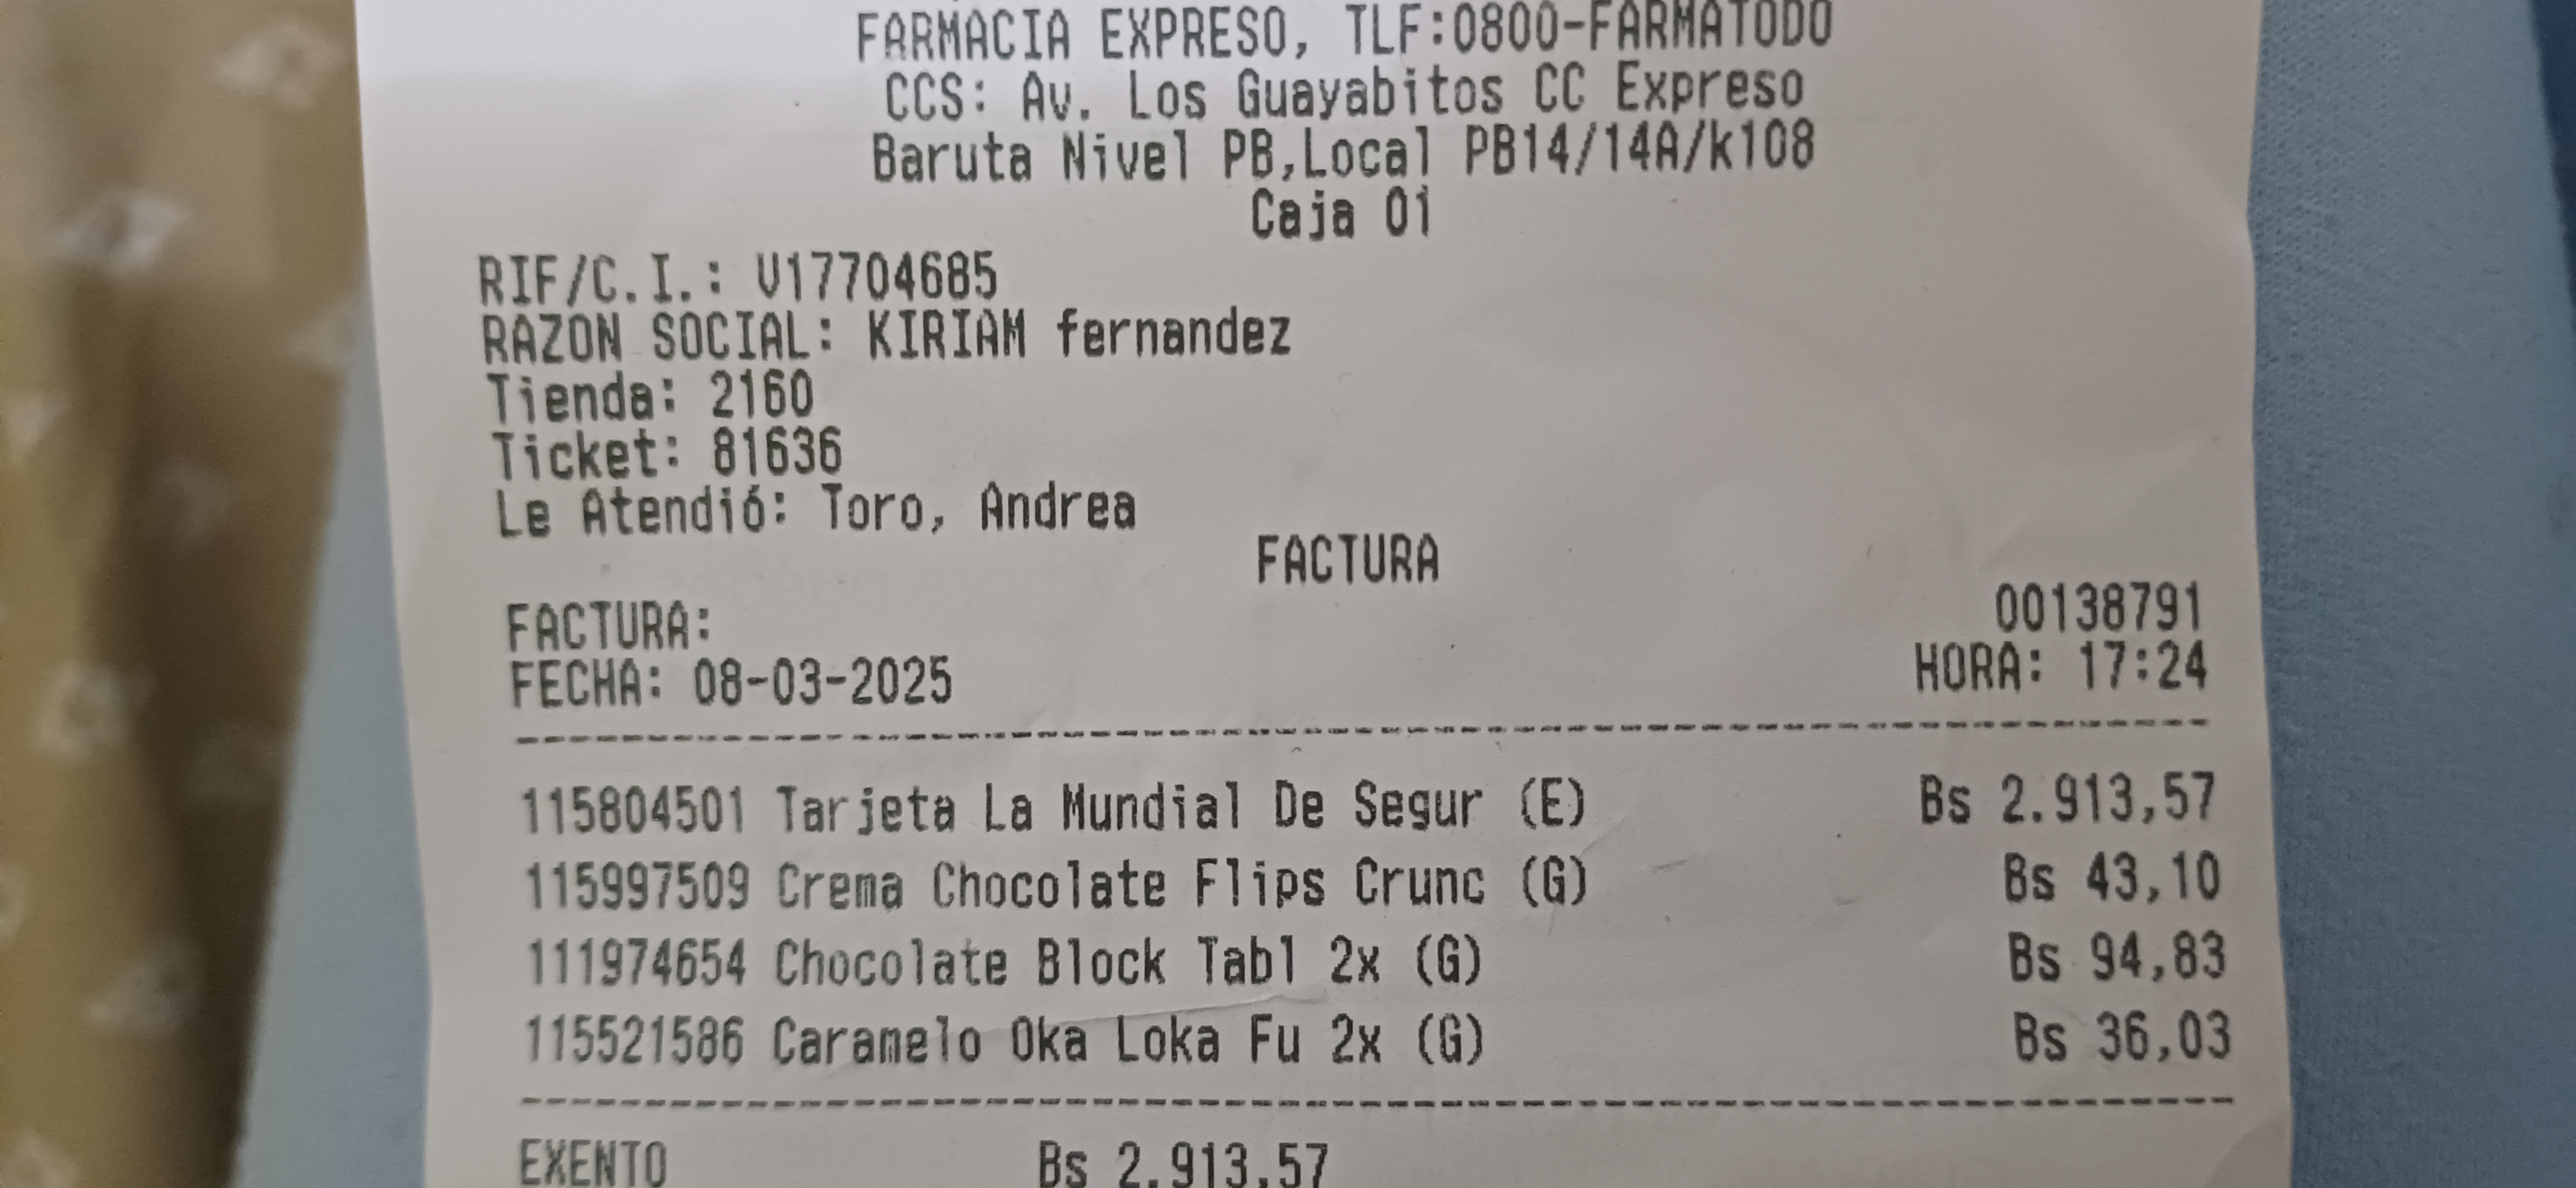 FARMACIA EXPRESO, TLF:0800-FARMATODO
CCS: Av. Los Guayabitos CC Expreso
Baruta Nivel PB,Local PB14/14A/k108
Caja 01
RIF/C.I.: V17704685
RAZON SOCIAL: KIRIAM fernandez
Tienda: 2160
Ticket: 81636
Le Atendió: Toro, Andrea
FACTURA
FACTURA: 00138791
FECHA: 08-03-2025 HORA: 17:24
115804501 Tarjeta La Mundial De Segur (E) Bs 2.913,57
115997509 Crema Chocolate Flips Crunc (G) Bs 43,10
111974654 Chocolate Block Tabl 2x (G) Bs 94,83
115521586 Caramelo Oka Loka Fu 2x (G) Bs 36,03
EXENTO Bs 2.913,57